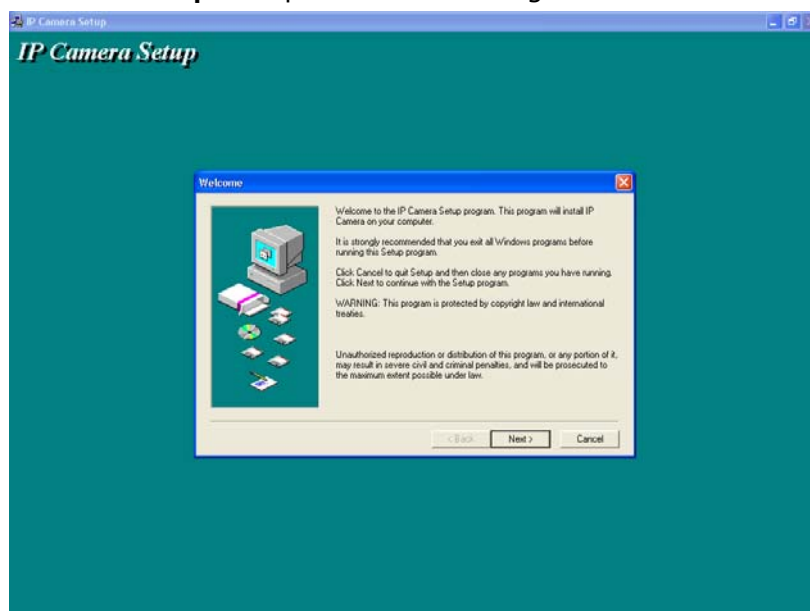 IP Camera Setup
IP Camera Setup
Welcome
Welcome to the IP Camera Setup program. This program will install IP
Camera on your computer.
It is strongly recommended that you exit all Windows programs before
running this Setup program.
Click Cancel to quit Setup and then close any programs you have running.
Click Next to continue with the Setup program.
WARNING: This program is protected by copyright law and international
treaties.
Unauthorized reproduction or distribution of this program, or any portion of it,
may result in severe civil and criminal penalties, and will be prosecuted to
the maximum extent possible under law.
< Back
Next >
Cancel